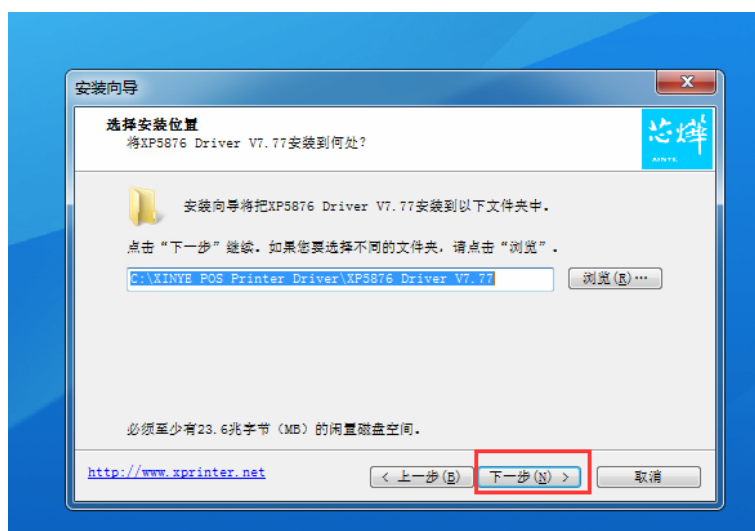 安装向导
选择安装位置
将XP5876 Driver V7.77安装到何处?
芯烨
XINYE
安装向导将把XP5876 Driver V7.77安装到以下文件夹中。
点击“下一步”继续。如果您要选择不同的文件夹，请点击“浏览”。
C:\XINYE POS Printer Driver\XP5876 Driver V7.77
浏览(R)…
必须至少有23.6兆字节（MB）的闲置磁盘空间。
http://www.xprinter.net
< 上一步(B)
下一步(N) >
取消